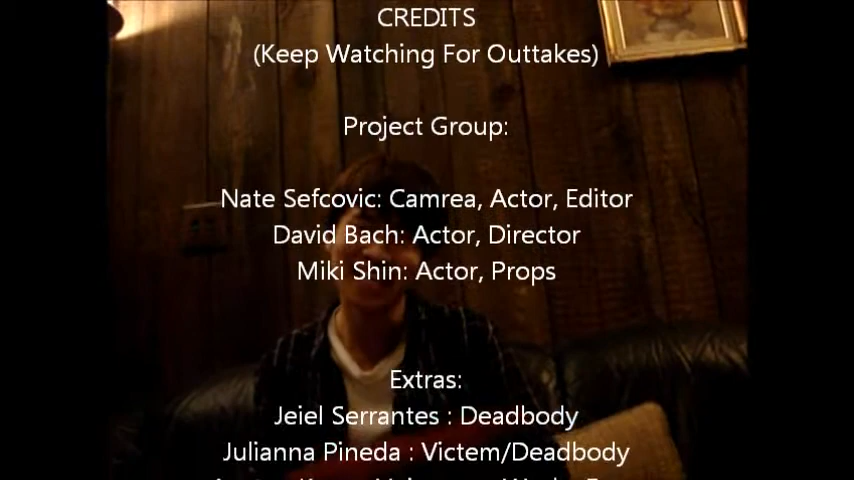 CREDITS
(Keep Watching For Outtakes)
Project Group:
Nate Sefcovic: Camrea, Actor, Editor
David Bach: Actor, Director
Miki Shin: Actor, Props
Extras:
Jeiel Serrantes : Deadbody
Julianna Pineda : Victem/Deadbody